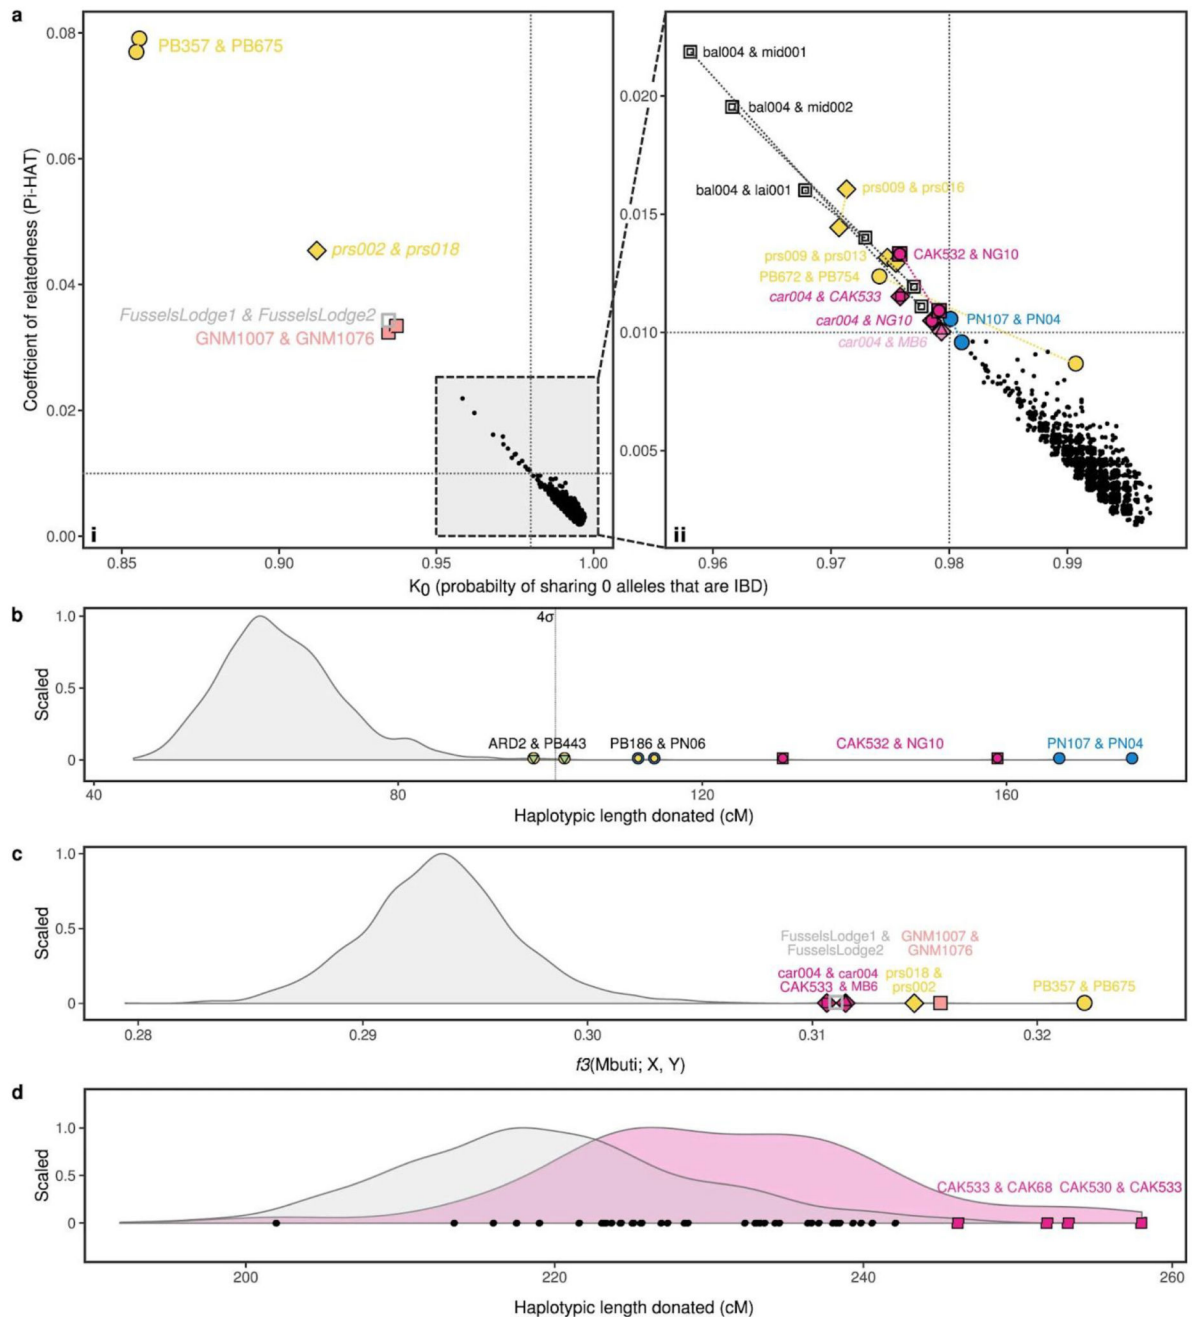 a
0.08
0.06
0.04
0.02
0.00
Coeffcient of relatedness (Pi-HAT)
PB357 & PB675
prs002 & prs018
FusselsLodge1 & FusselsLodge2
GNM1007 & GNM1076
i
0.85
0.90
0.95
1.00
0.020
0.015
0.010
0.005
bal004 & mid001
bal004 & mid002
bal004 & lai001
prs009 & prs016
prs009 & prs013
CAK532 & NG10
PB672 & PB754
car004 & CAK533
car004 & NG10
PN107 & PN04
car004 & MB6
ii
0.96
0.97
0.98
0.99
K0 (probabilty of sharing 0 alleles that are IBD)
b
1.0
0.5
0
Scaled
4σ
ARD2 & PB443
PB186 & PN06
CAK532 & NG10
PN107 & PN04
40
80
120
160
Haplotypic length donated (cM)
c
1.0
0.5
0
Scaled
FusselsLodge1 &
FusselsLodge2
GNM1007 &
GNM1076
car004 &
CAK533
car004
& MB6
prs018 &
prs002
PB357 & PB675
0.28
0.29
0.30
0.31
0.32
f3(Mbuti; X, Y)
d
1.0
0.5
0
Scaled
CAK533 & CAK68
CAK530 & CAK533
200
220
240
260
Haplotypic length donated (cM)